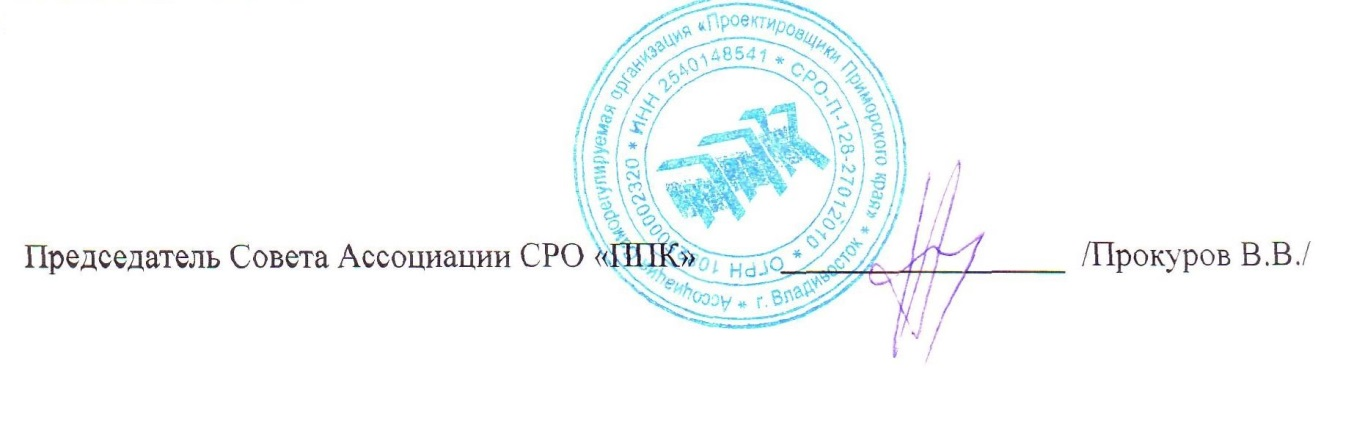 Председатель Совета Ассоциации СРО «ППК» /Прокуров В.В./
Ассоциация Саморегулируемая организация «Проектировщики Приморского края» * г. Владивосток *
* ИНН 2540148541 * СРО-П-128-27012010 * ОГРН